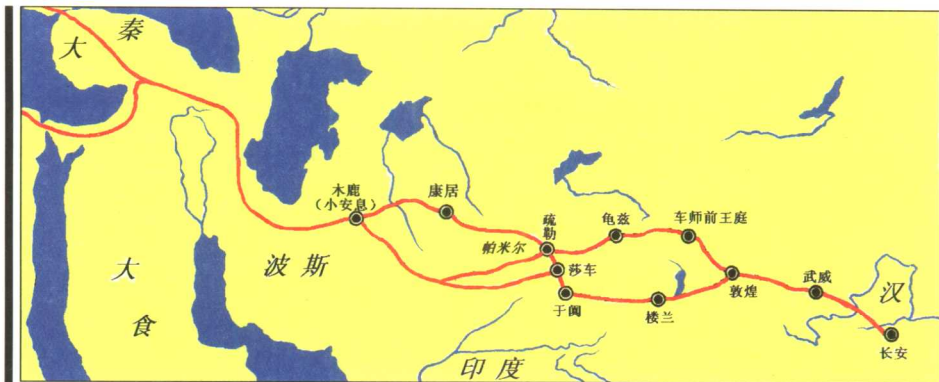 大秦
木鹿
(小安息)
康居
疏勒
龟兹
车师前王庭
帕米尔
大食
波斯
莎车
于阗
楼兰
敦煌
武威
汉
长安
印度